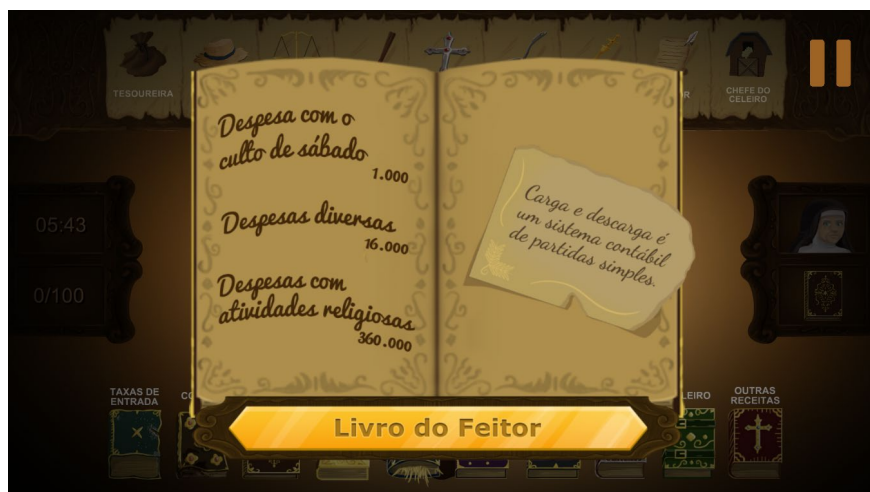 TESOUREIRA
R
CHEFE DO
CELEIRO
Despesa com o
culto de sábado
1.000
Despesas diversas
16.000
Despesas com
atividades religiosas
360.000
Carga e descarga é
um sistema contábil
de partidas simples.
05:43
0/100
TAXAS DE
ENTRADA
CO
LEIRO
OUTRAS
RECEITAS
Livro do Feitor